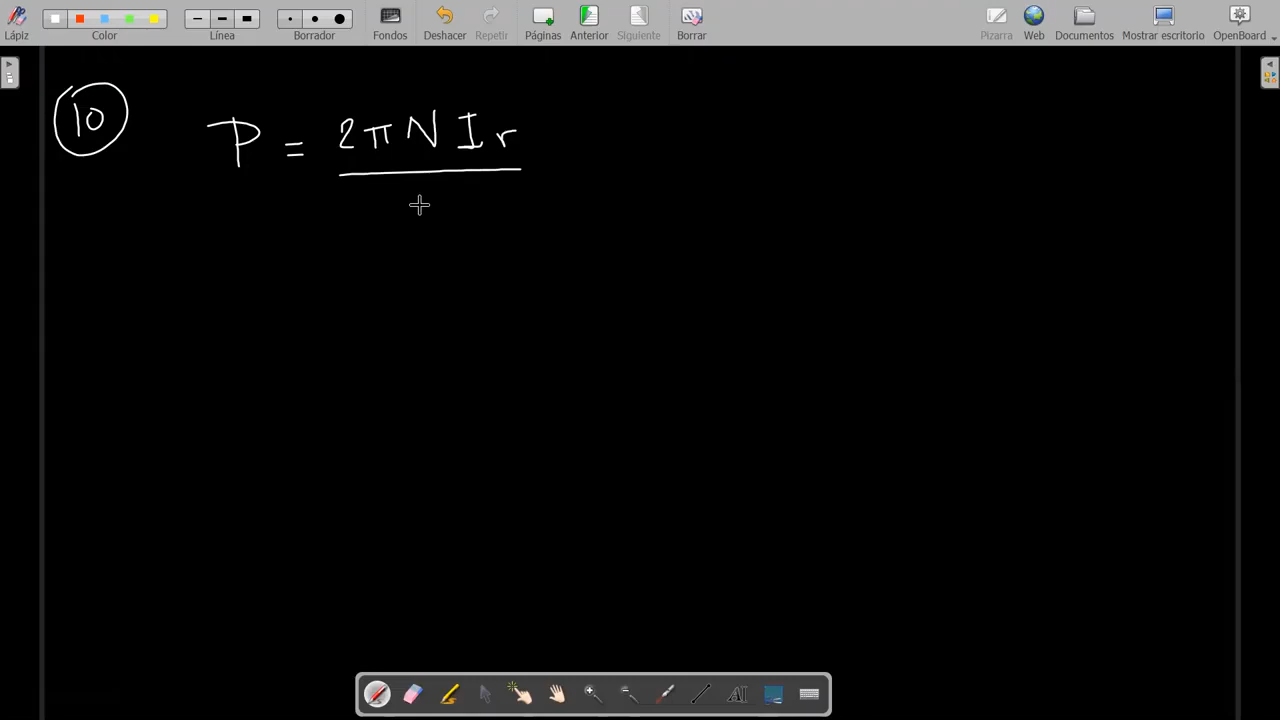 Lápiz Color Línea Borrador Fondos Deshacer Repetir Páginas Anterior Siguiente Borrar Pizarra Web Documentos Mostrar escritorio OpenBoard
10 P = 2πNIr
AI